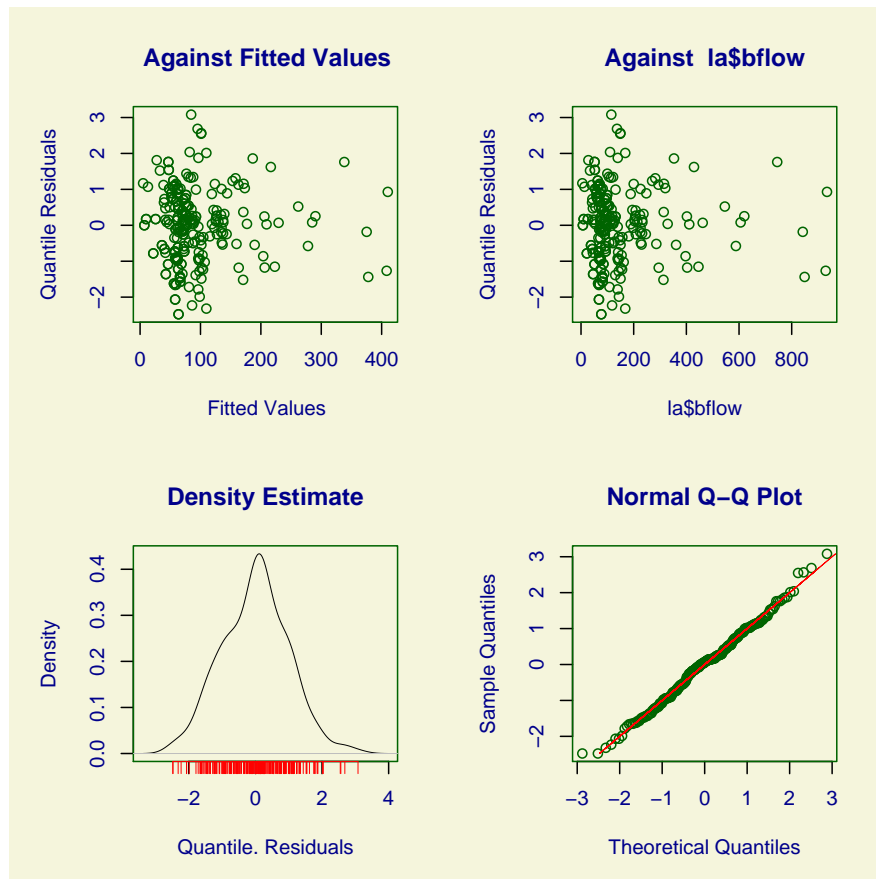 Against Fitted Values
Quantile Residuals
3
2
1
0
−2
0 100 200 300 400
Fitted Values
Against la$bflow
Quantile Residuals
3
2
1
0
−2
0 200 400 600 800
la$bflow
Density Estimate
Density
0.4
0.3
0.2
0.1
0.0
−2 0 2 4
Quantile. Residuals
Normal Q−Q Plot
Sample Quantiles
3
2
1
0
−2
−3 −2 −1 0 1 2 3
Theoretical Quantiles